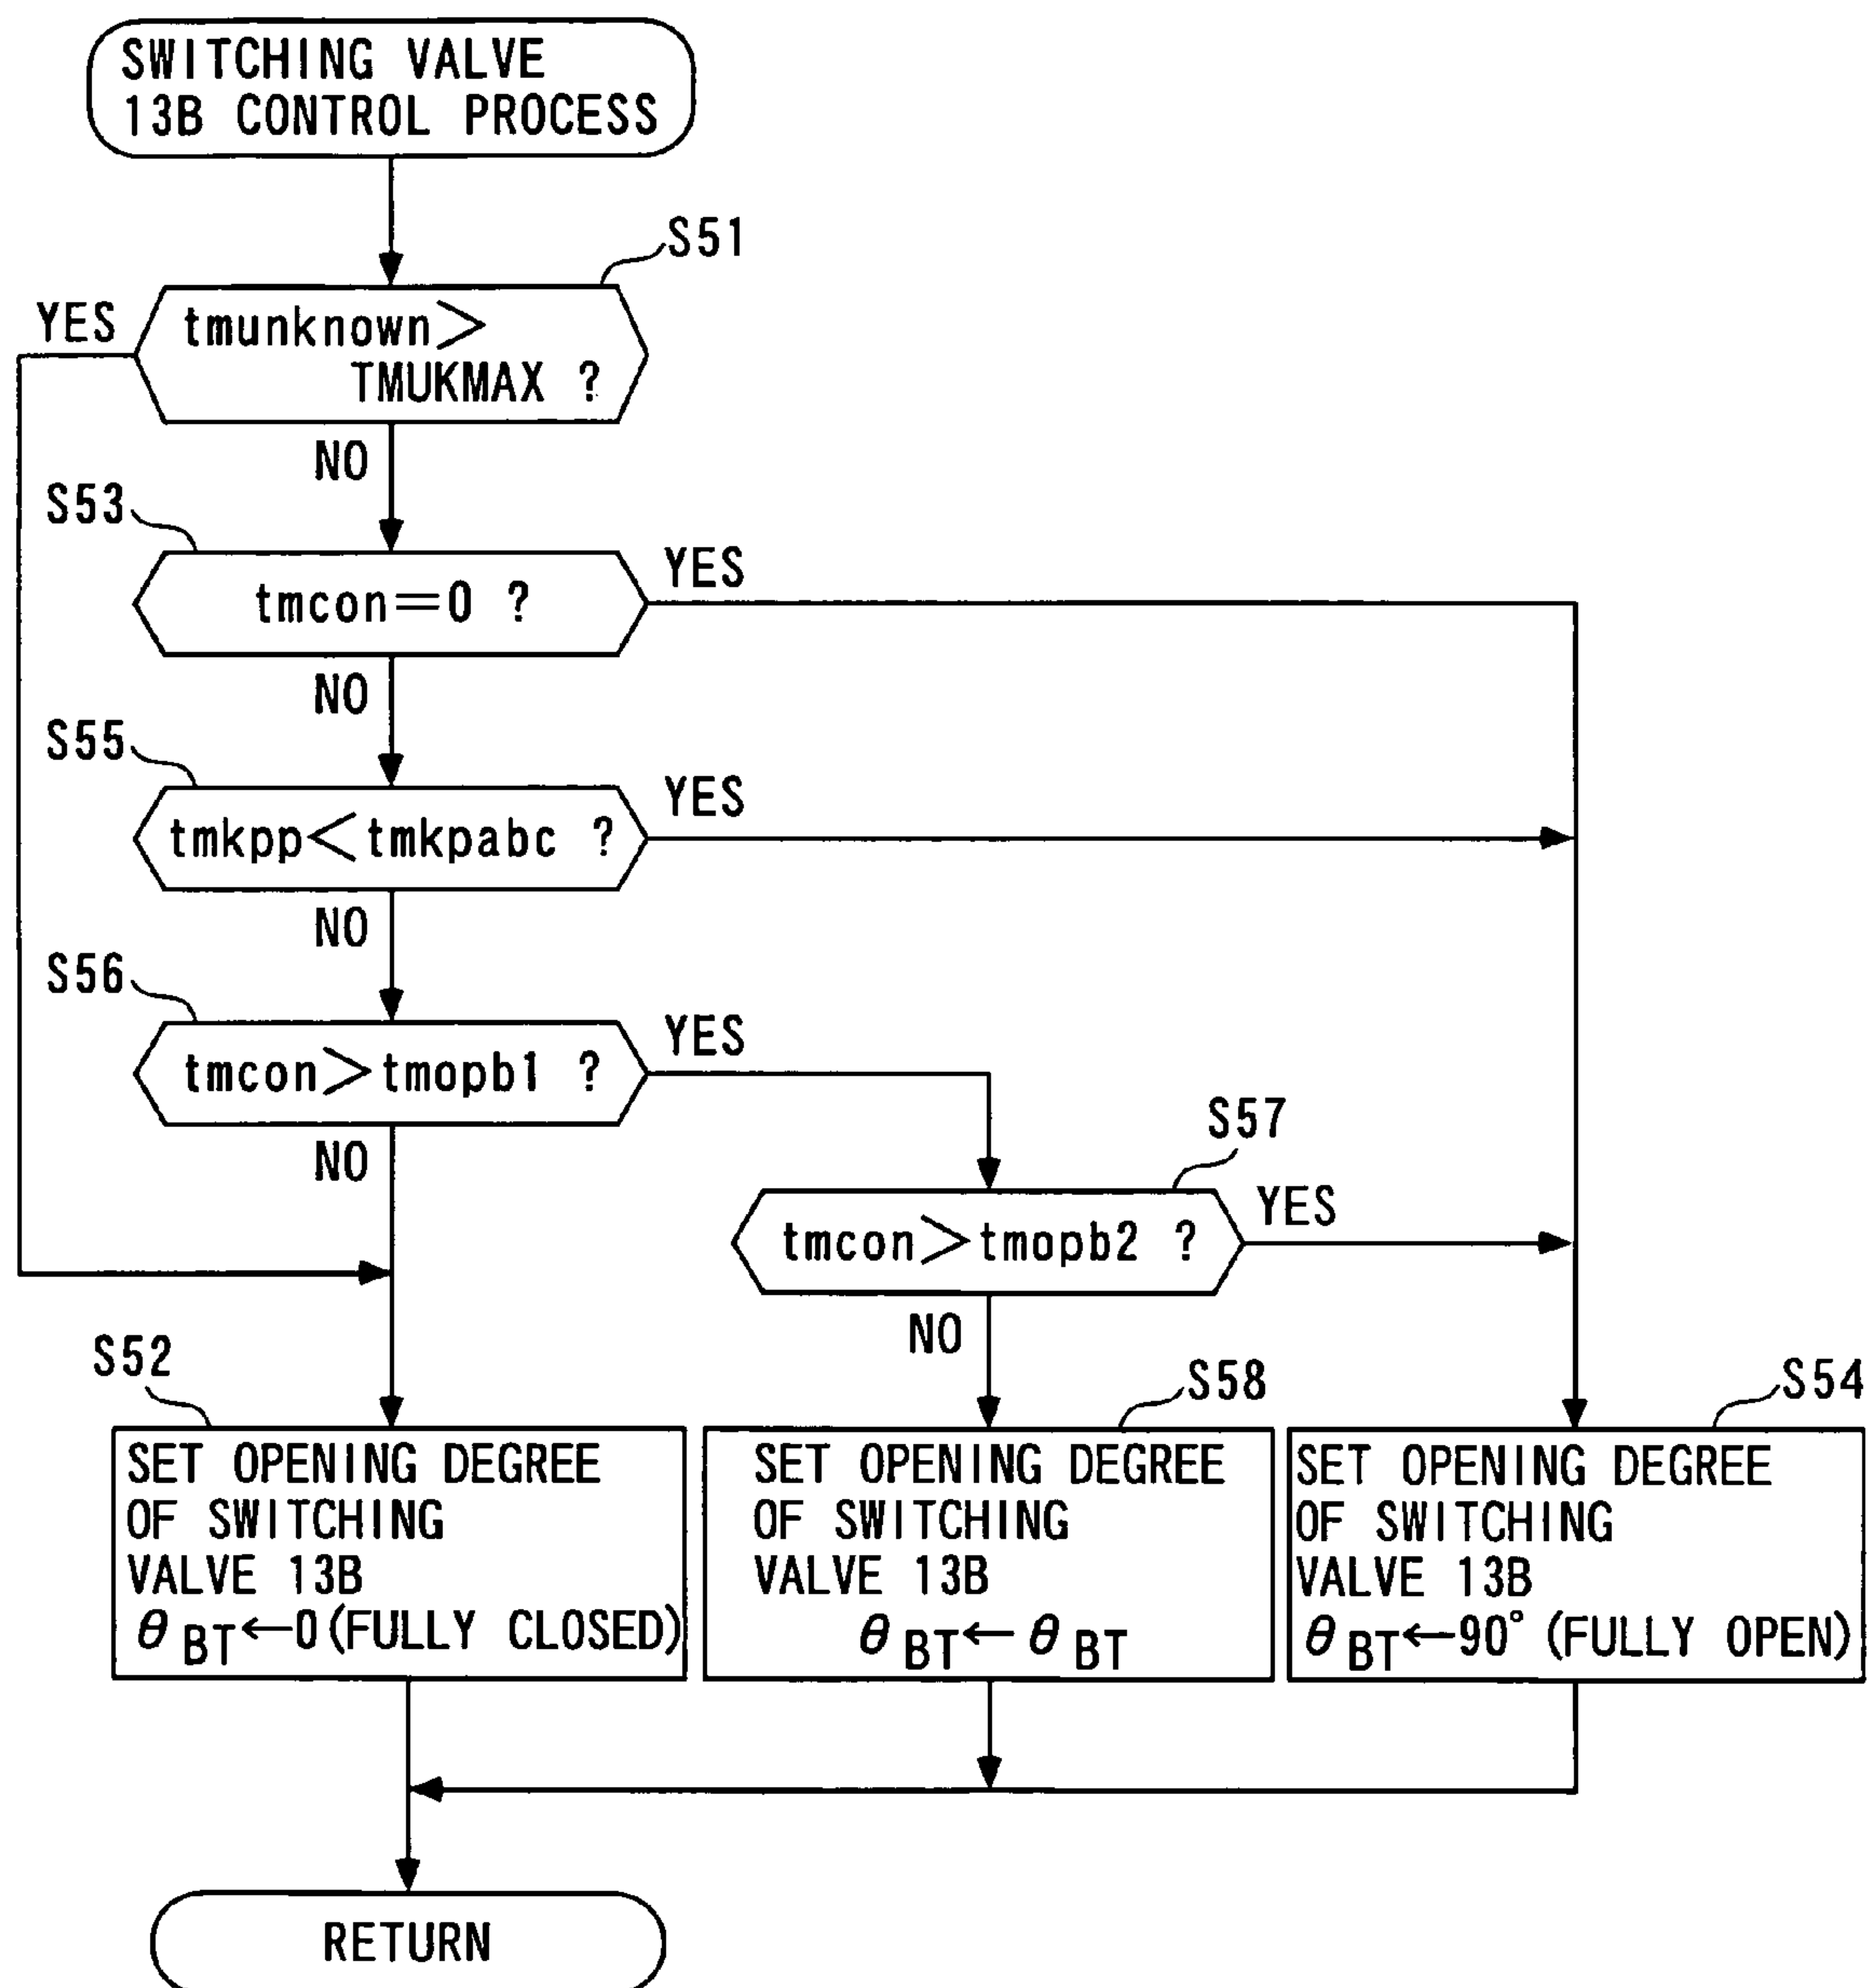 SWITCHING VALVE
13B CONTROL PROCESS
S51
YES
tmunknown>
TMUKMAX ?
NO
S53
YES
tmcon=0 ?
NO
S55
YES
tmkpp<tmkpabc ?
NO
S56
YES
tmcon>tmopb1 ?
NO
S57
YES
tmcon>tmopb2 ?
NO
S52
SET OPENING DEGREE
OF SWITCHING
VALVE 13B
θBT←0(FULLY CLOSED)
S58
SET OPENING DEGREE
OF SWITCHING
VALVE 13B
θBT←θBT
S54
SET OPENING DEGREE
OF SWITCHING
VALVE 13B
θBT←90°(FULLY OPEN)
RETURN